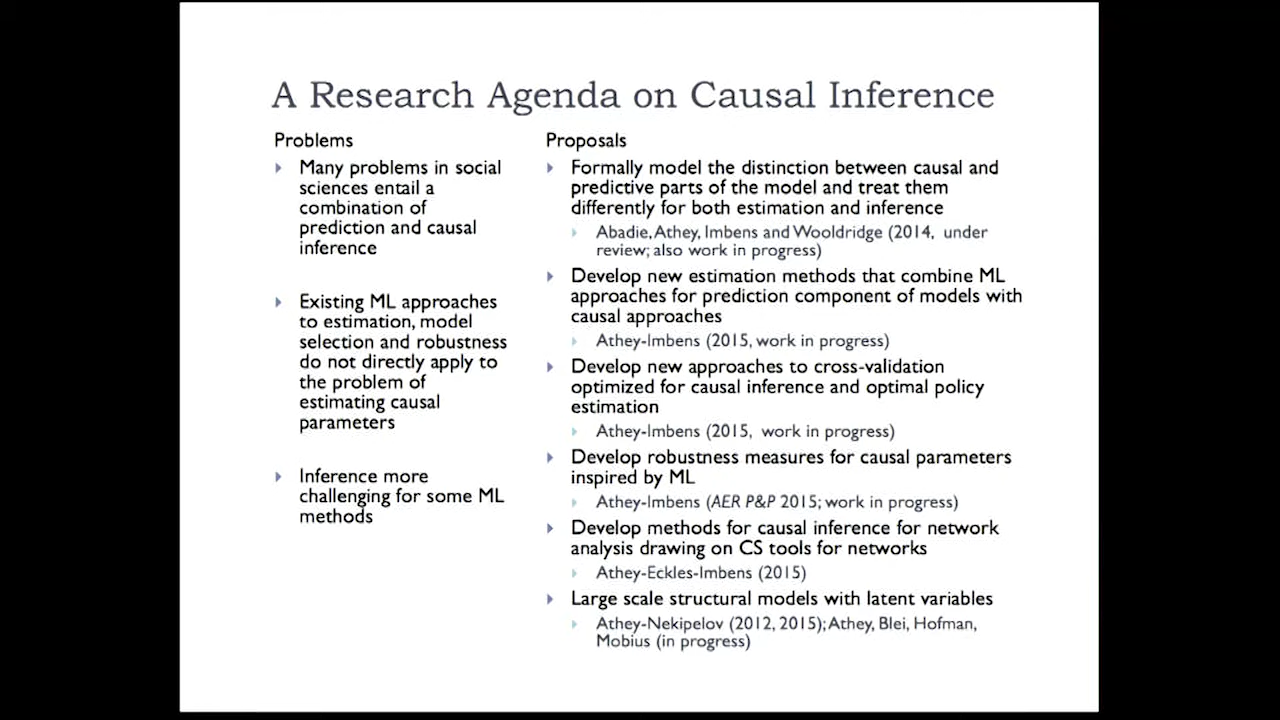 A Research Agenda on Causal Inference
Problems
Many problems in social
sciences entail a
combination of
prediction and causal
inference
Existing ML approaches
to estimation, model
selection and robustness
do not directly apply to
the problem of
estimating causal
parameters
Inference more
challenging for some ML
methods
Proposals
Formally model the distinction between causal and
predictive parts of the model and treat them
differently for both estimation and inference
Abadie, Athey, Imbens and Wooldridge (2014, under
review; also work in progress)
Develop new estimation methods that combine ML
approaches for prediction component of models with
causal approaches
Athey-Imbens (2015, work in progress)
Develop new approaches to cross-validation
optimized for causal inference and optimal policy
estimation
Athey-Imbens (2015, work in progress)
Develop robustness measures for causal parameters
inspired by ML
Athey-Imbens (AER P&P 2015; work in progress)
Develop methods for causal inference for network
analysis drawing on CS tools for networks
Athey-Eckles-Imbens (2015)
Large scale structural models with latent variables
Athey-Nekipelov (2012, 2015); Athey, Blei, Hofman,
Mobius (in progress)